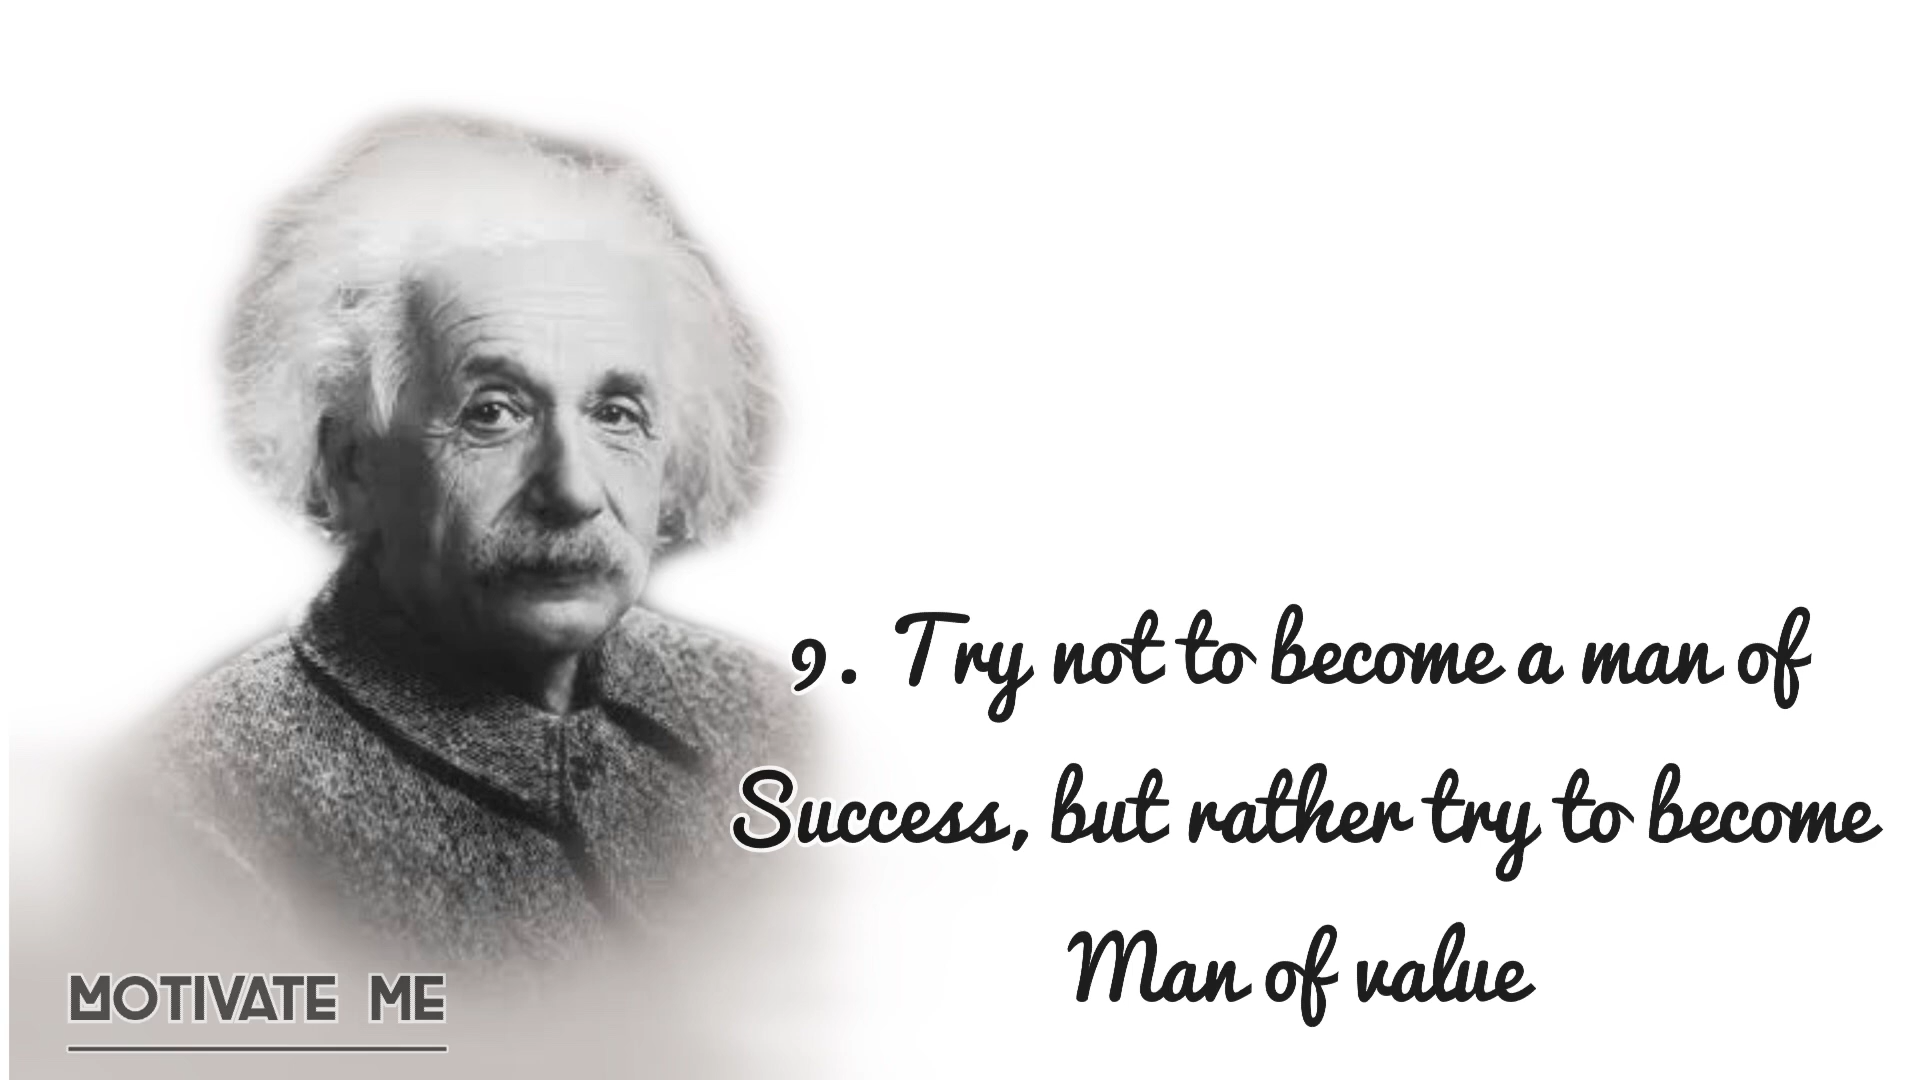 9. Try not to become a man of
Success, but rather try to become
Man of value
MOTIVATE ME